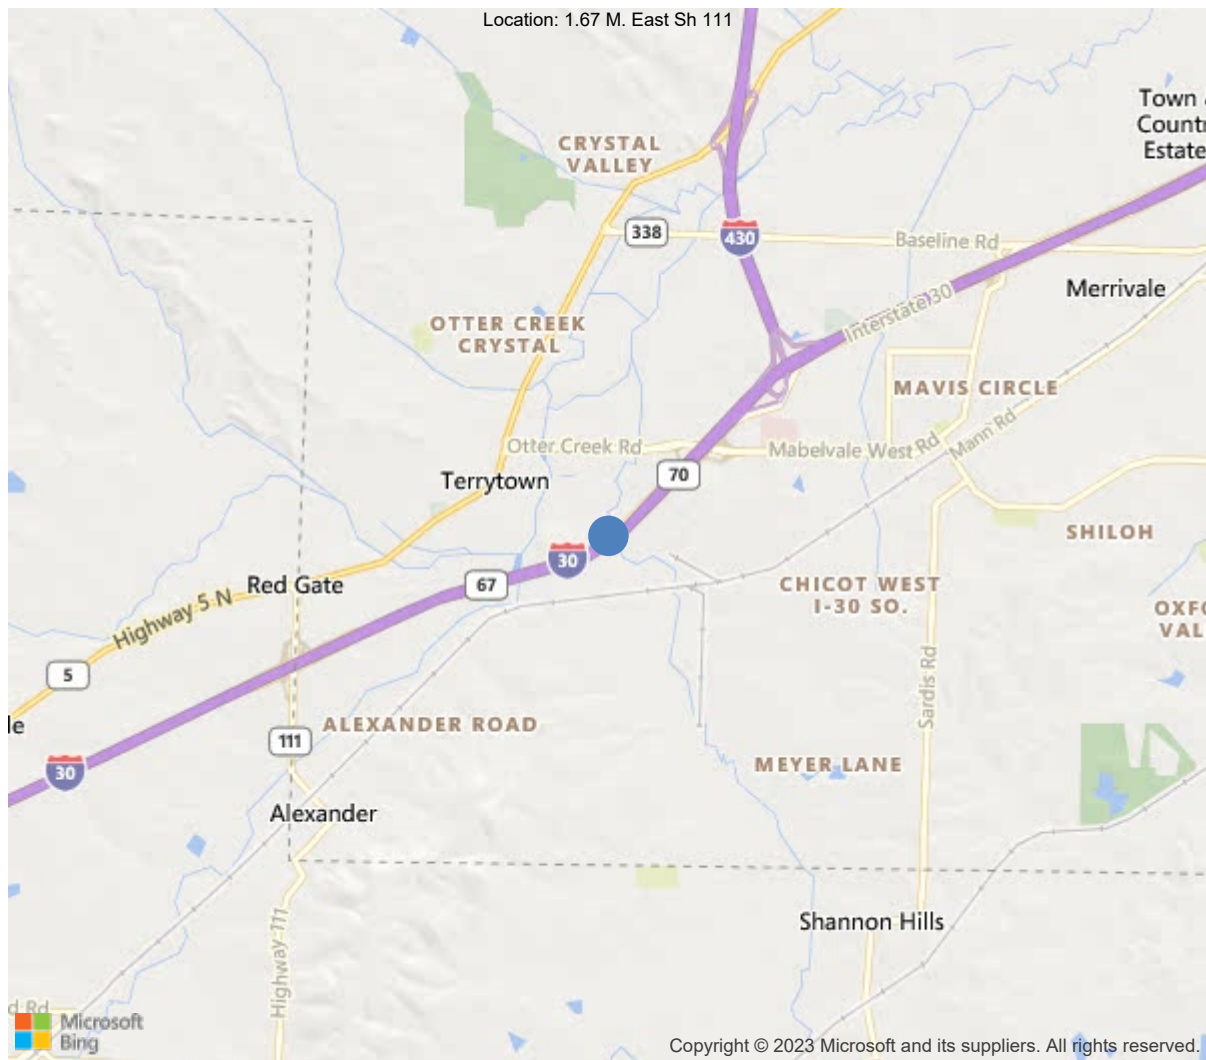 Location: 1.67 M. East Sh 111
Town
Country
Estate
CRYSTAL
VALLEY
338
430
Baseline Rd
Merrivale
Interstate 30
OTTER CREEK
CRYSTAL
MAVIS CIRCLE
Otter Creek Rd
Mabelvale West Rd
Mann Rd
Terrytown
70
SHILOH
30
67
Red Gate
CHICOT WEST
I-30 SO.
OXFO
VAL
Highway 5 N
5
Sardis Rd
le
ALEXANDER ROAD
111
30
MEYER LANE
Alexander
Shannon Hills
Highway 111
d Rd
Microsoft
Bing
Copyright © 2023 Microsoft and its suppliers. All rights reserved.